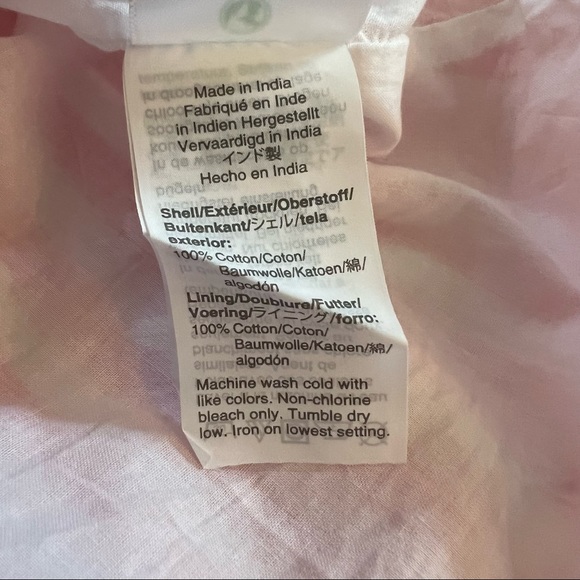 Made in India
Fabriqué en Inde
in Indien Hergestellt
Vervaardigd in India
インド製
Hecho en India
Shell/Extérieur/Oberstoff/
Buitenkant/シェル/tela
exterior:
100% Cotton/Coton/
Baumwolle/Katoen/綿/
algodón
Lining/Doublure/Futter/
Voering/ライニング/forro:
100% Cotton/Coton/
Baumwolle/Katoen/綿/
algodón
Machine wash cold with
like colors. Non-chlorine
bleach only. Tumble dry
low. Iron on lowest setting.